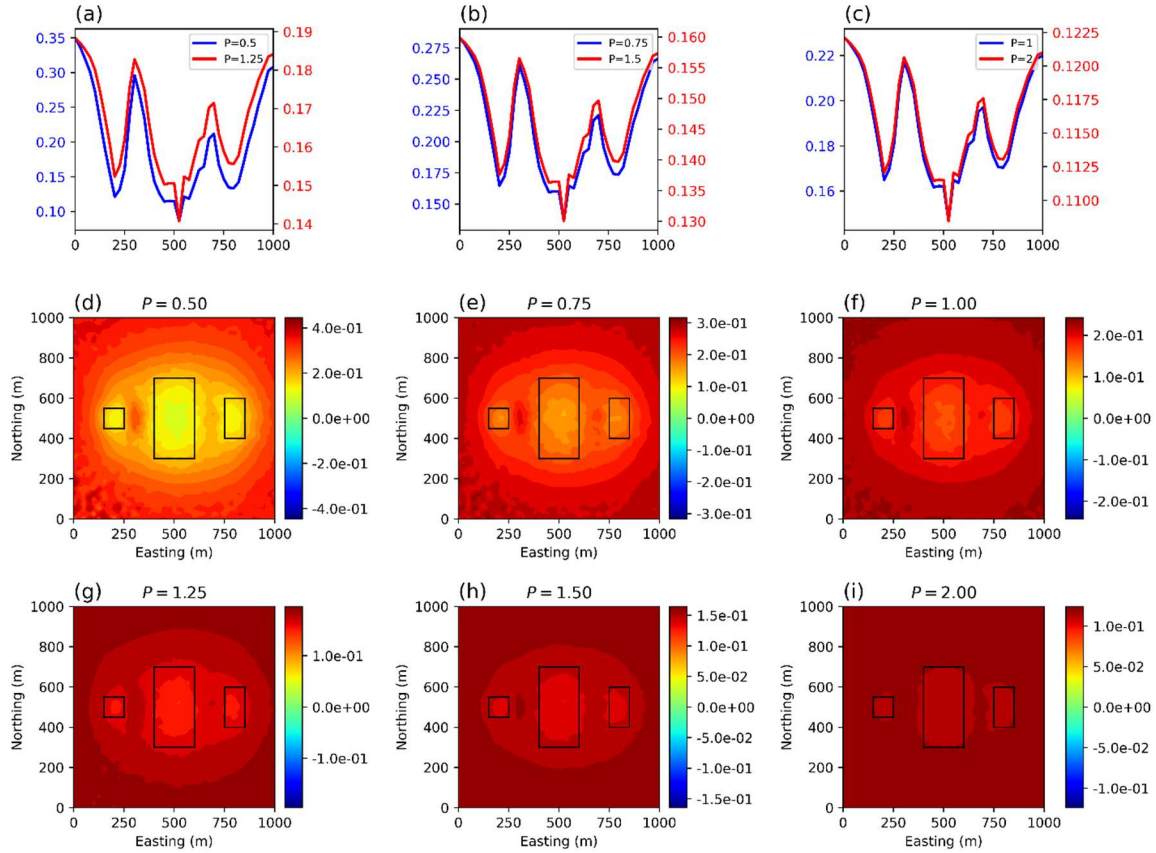 (a)
0.35
0.30
0.25
0.20
0.15
0.10
P=0.5
P=1.25
0.19
0.18
0.17
0.16
0.15
0.14
0 250 500 750 1000
(b)
0.275
0.250
0.225
0.200
0.175
0.150
P=0.75
P=1.5
0.160
0.155
0.150
0.145
0.140
0.135
0.130
0 250 500 750 1000
(c)
0.22
0.20
0.18
0.16
P=1
P=2
0.1225
0.1200
0.1175
0.1150
0.1125
0.1100
0 250 500 750 1000
(d) P = 0.50
Northing (m)
1000
800
600
400
200
0
0 250 500 750 1000
Easting (m)
4.0e-01
2.0e-01
0.0e+00
-2.0e-01
-4.0e-01
(e) P = 0.75
Northing (m)
1000
800
600
400
200
0
0 250 500 750 1000
Easting (m)
3.0e-01
2.0e-01
1.0e-01
0.0e+00
-1.0e-01
-2.0e-01
-3.0e-01
(f) P = 1.00
Northing (m)
1000
800
600
400
200
0
0 250 500 750 1000
Easting (m)
2.0e-01
1.0e-01
0.0e+00
-1.0e-01
-2.0e-01
(g) P = 1.25
Northing (m)
1000
800
600
400
200
0
0 250 500 750 1000
Easting (m)
1.0e-01
0.0e+00
-1.0e-01
(h) P = 1.50
Northing (m)
1000
800
600
400
200
0
0 250 500 750 1000
Easting (m)
1.5e-01
1.0e-01
5.0e-02
0.0e+00
-5.0e-02
-1.0e-01
-1.5e-01
(i) P = 2.00
Northing (m)
1000
800
600
400
200
0
0 250 500 750 1000
Easting (m)
1.0e-01
5.0e-02
0.0e+00
-5.0e-02
-1.0e-01